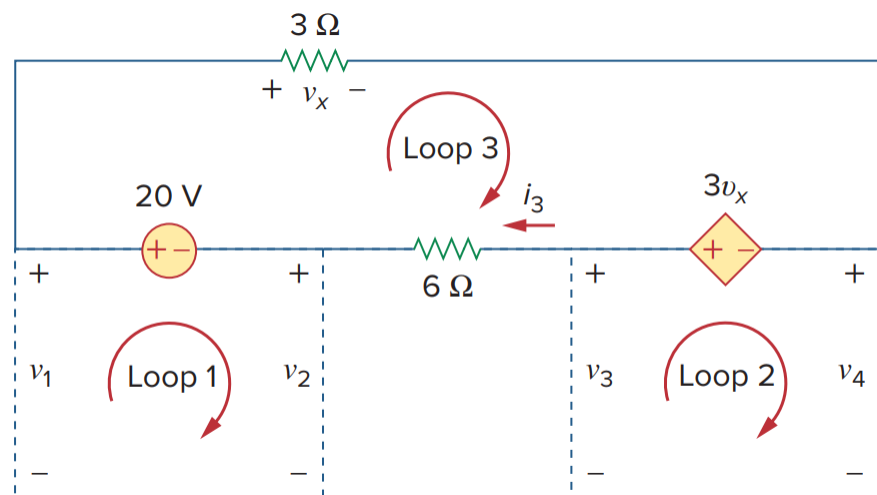 3 Ω
+ vₓ −
Loop 3
20 V
i₃
3vₓ
+ −
+ −
6 Ω
+ + + +
v₁ Loop 1 v₂ v₃ Loop 2 v₄
− − − −